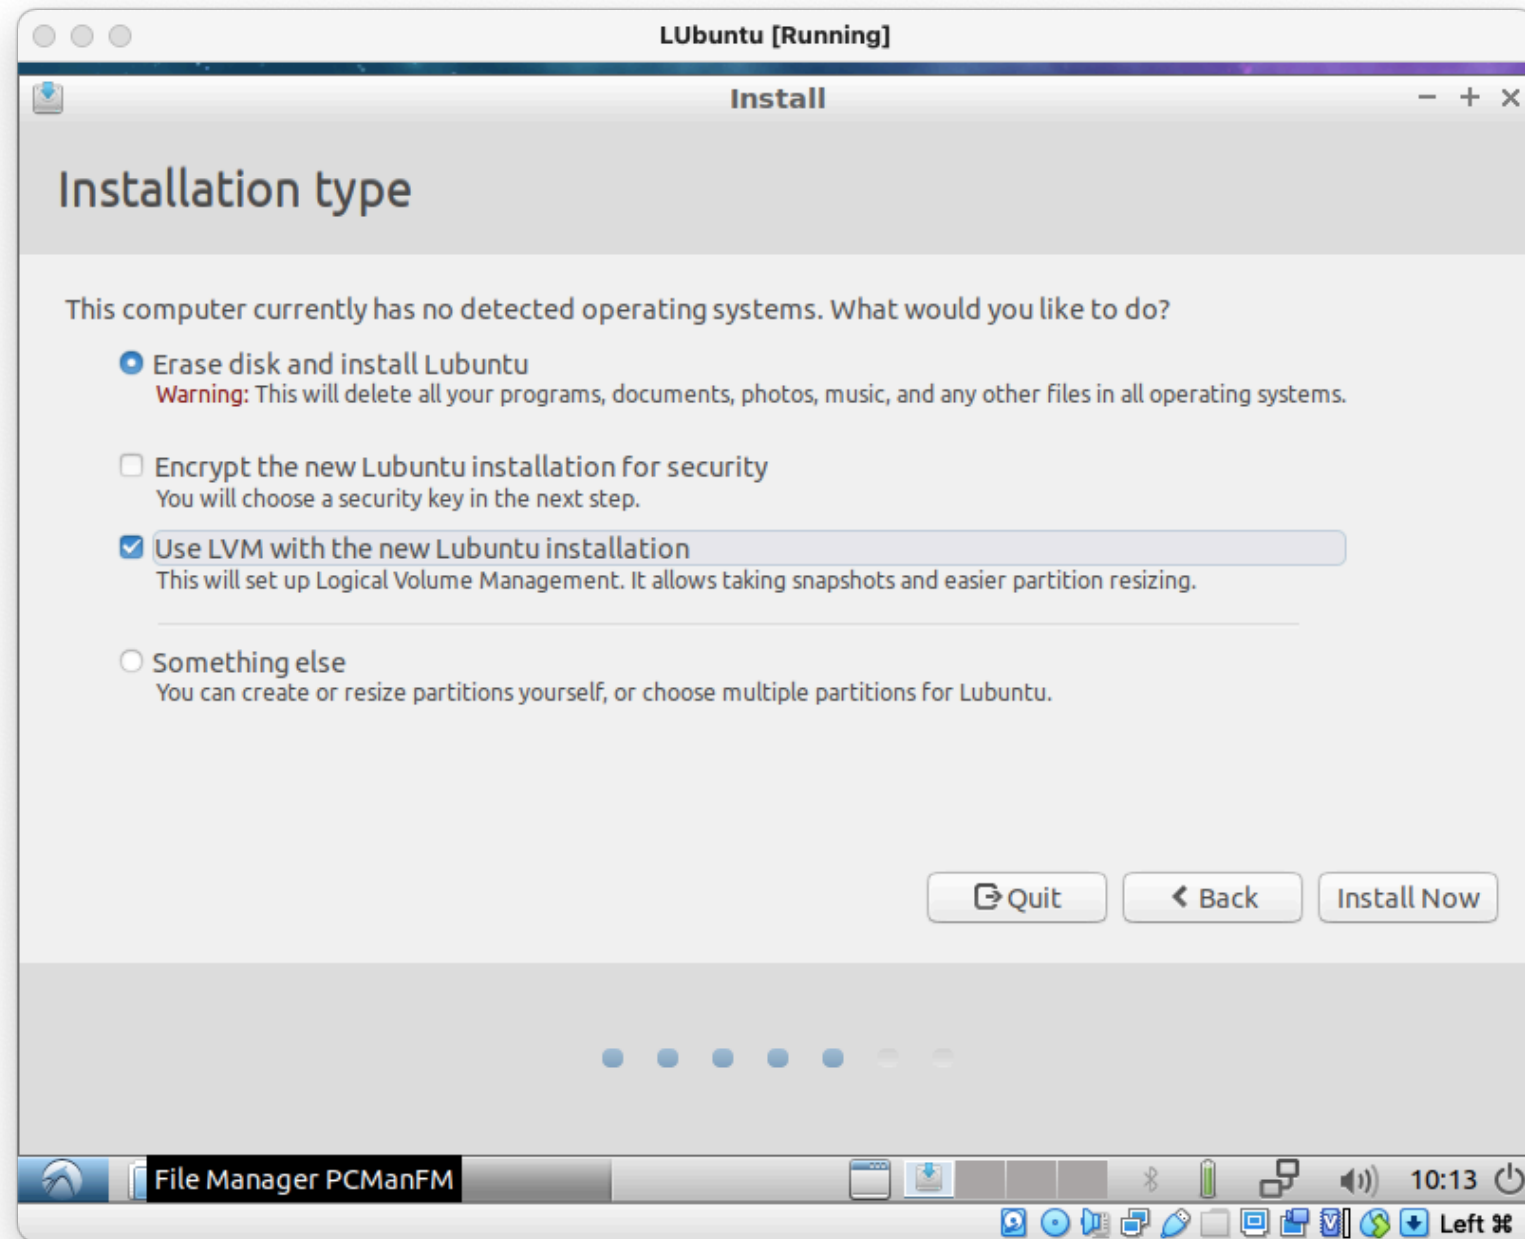 LUbuntu [Running]
Install
Installation type
This computer currently has no detected operating systems. What would you like to do?
Erase disk and install Lubuntu
Warning: This will delete all your programs, documents, photos, music, and any other files in all operating systems.
Encrypt the new Lubuntu installation for security
You will choose a security key in the next step.
Use LVM with the new Lubuntu installation
This will set up Logical Volume Management. It allows taking snapshots and easier partition resizing.
Something else
You can create or resize partitions yourself, or choose multiple partitions for Lubuntu.
Quit Back Install Now
File Manager PCManFM 10:13
Left ⌘